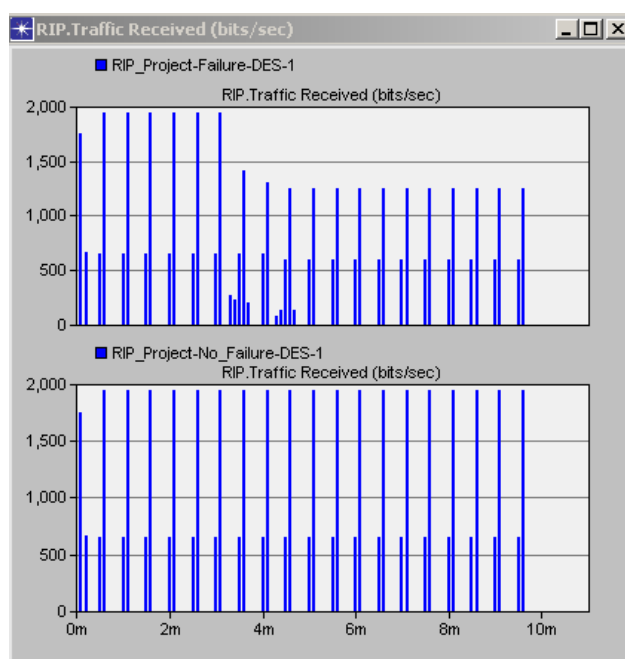 RIP.Traffic Received (bits/sec)
RIP_Project-Failure-DES-1
RIP.Traffic Received (bits/sec)
2,000
1,500
1,000
500
0
RIP_Project-No_Failure-DES-1
RIP.Traffic Received (bits/sec)
2,000
1,500
1,000
500
0
0m 2m 4m 6m 8m 10m